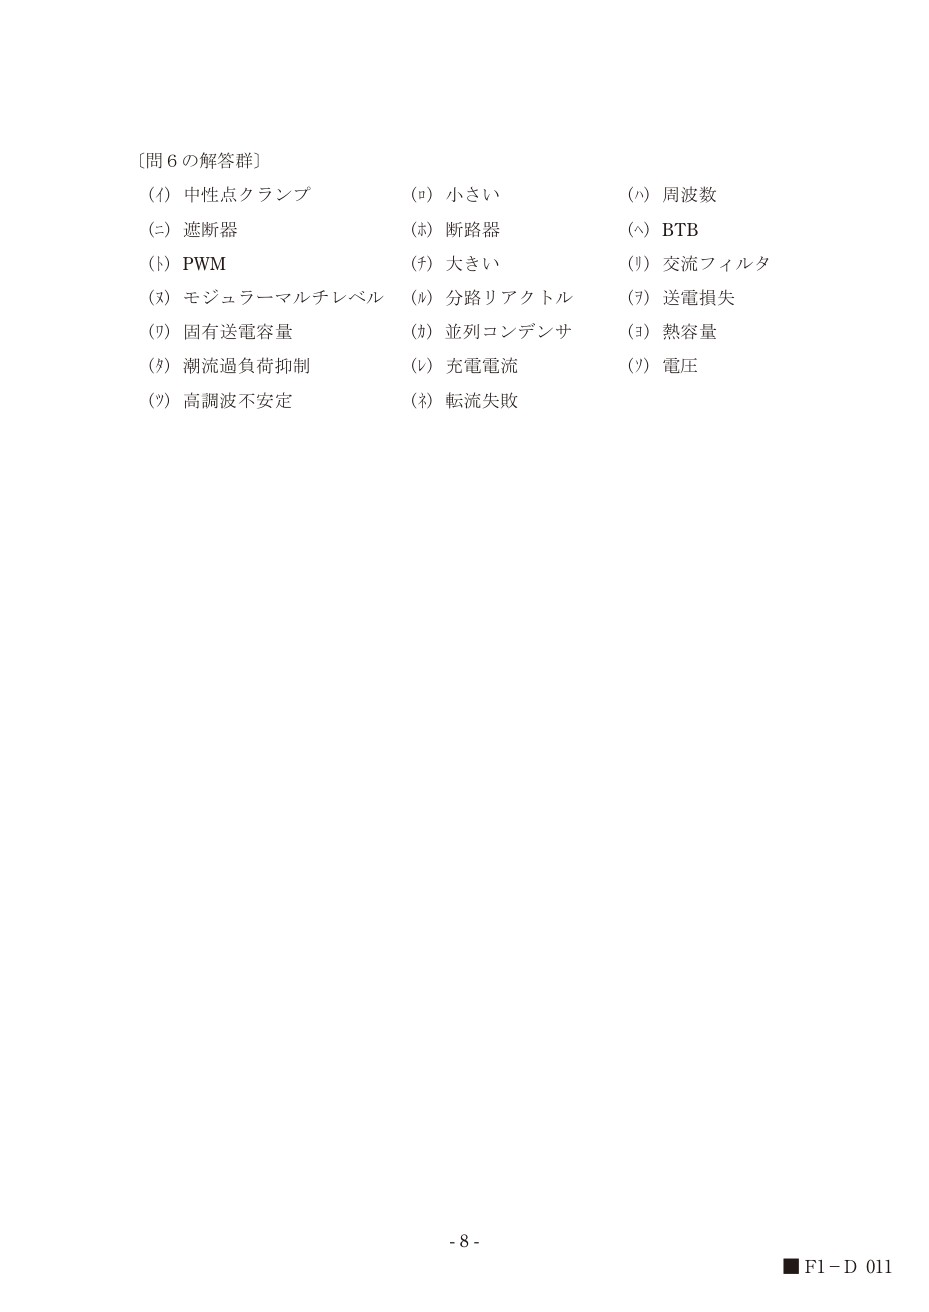 〔問６の解答群〕
(ｲ) 中性点クランプ (ﾛ) 小さい (ﾊ) 周波数
(ﾆ) 遮断器 (ﾎ) 断路器 (ﾍ) BTB
(ﾄ) PWM (ﾁ) 大きい (ﾘ) 交流フィルタ
(ﾇ) モジュラーマルチレベル (ﾙ) 分路リアクトル (ｦ) 送電損失
(ﾜ) 固有送電容量 (ｶ) 並列コンデンサ (ﾖ) 熱容量
(ﾀ) 潮流過負荷抑制 (ﾚ) 充電電流 (ｿ) 電圧
(ﾂ) 高調波不安定 (ﾈ) 転流失敗
- 8 -
■ F1－D 011